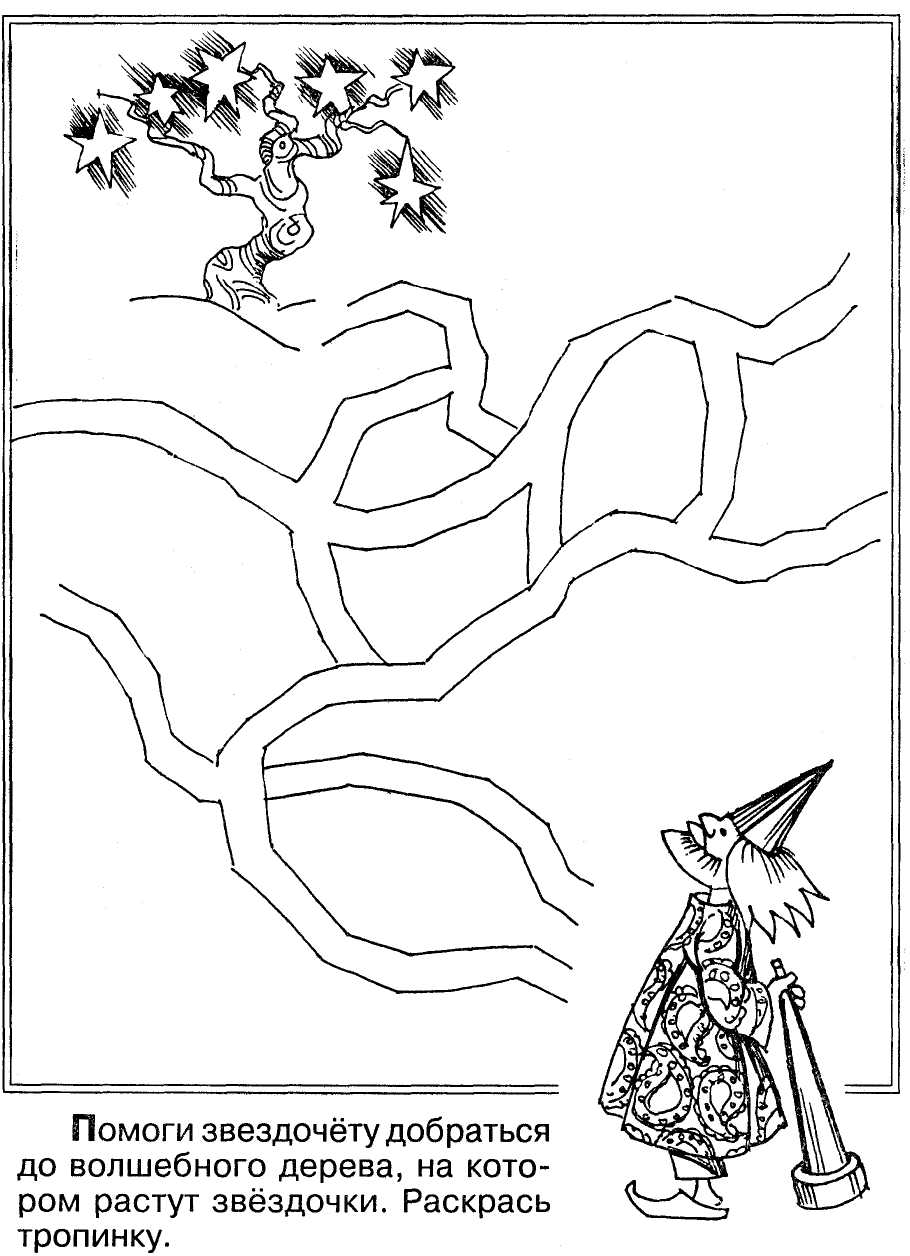 Помоги звездочёту добраться
до волшебного дерева, на кото-
ром растут звёздочки. Раскрась
тропинку.